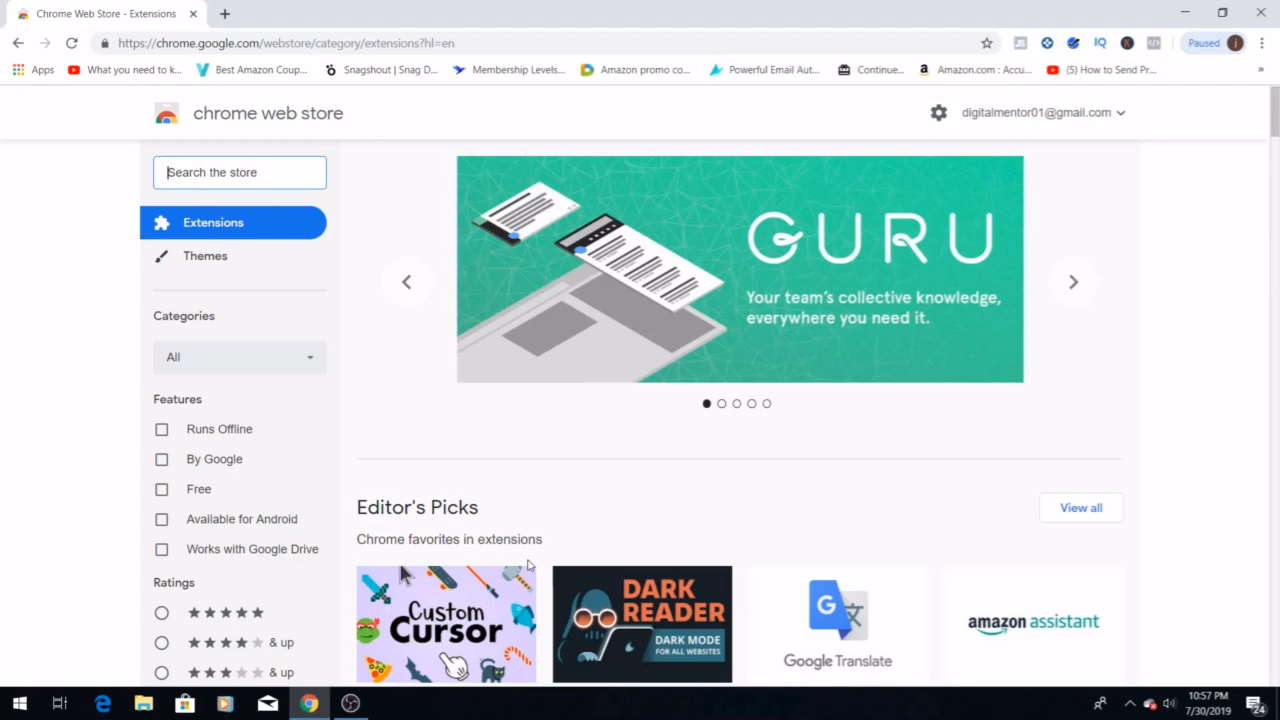 Chrome Web Store - Extensions
https://chrome.google.com/webstore/category/extensions?hl=en
Paused
Apps
What you need to k...
Best Amazon Coup...
Snagshout | Snag D...
Membership Levels...
Amazon promo co...
Powerful Email Aut...
Continue...
Amazon.com : Accu...
(5) How to Send Pr...
chrome web store
digitalmentor01@gmail.com
Search the store
Extensions
Themes
Categories
All
Features
Runs Offline
By Google
Free
Available for Android
Works with Google Drive
Ratings
& up
& up
GURU
Your team's collective knowledge,
everywhere you need it.
Editor's Picks
View all
Chrome favorites in extensions
Custom
Cursor
DARK
READER
DARK MODE
FOR ALL WEBSITES
Google Translate
amazon assistant
10:57 PM
7/30/2019
24